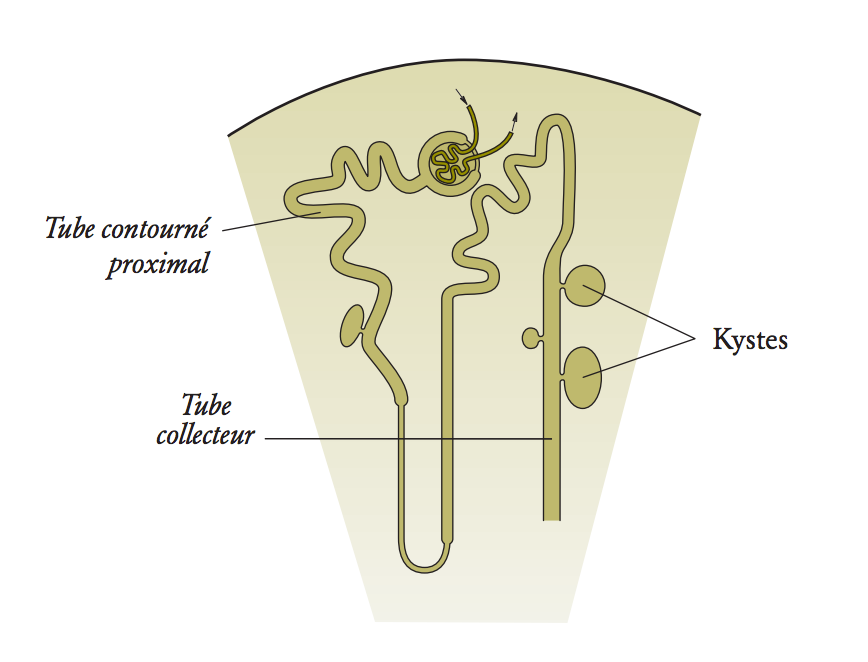 Tube contourné
proximal
Kystes
Tube
collecteur